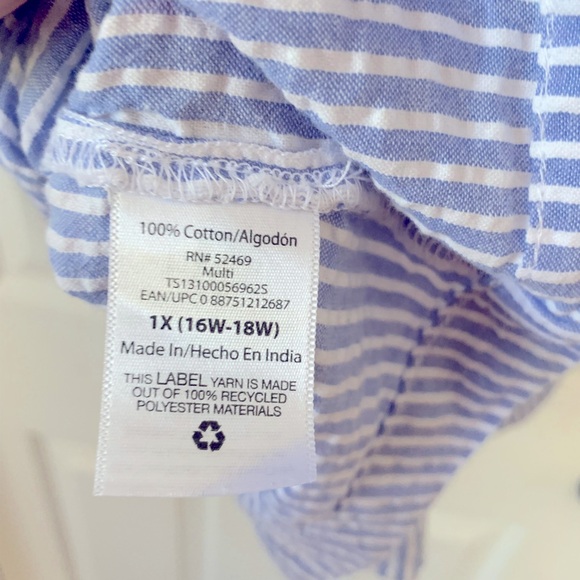 100% Cotton/Algodón
RN# 52469
Multi
TS13100056962S
EAN/UPC 0 88751212687
1X (16W-18W)
Made In/Hecho En India
THIS LABEL YARN IS MADE
OUT OF 100% RECYCLED
POLYESTER MATERIALS